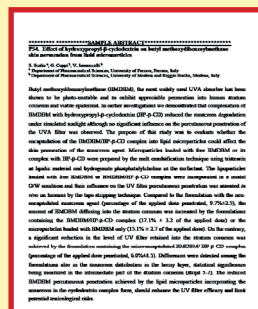 ********** **********SAMPLE ABSTRACT********** **********
P54. Effect of hydroxypropyl-β-cyclodextrin on butyl methoxydibenzoylmethane
skin permeation from lipid microparticles
S. Scalia¹, G. Coppi², V. Iannuccelli²
¹ Department of Pharmaceutical Sciences, University of Ferrara, Ferrara, Italy
² Department of Pharmaceutical Sciences, University of Modena and Reggio Emilia, Modena, Italy
Butyl methoxydibenzoylmethane (BMDBM), the most widely used UVA absorber has been
shown to be photo-unstable and to exhibit appreciable permeation into human stratum
corneum and viable epidermis. In earlier investigations we demonstrated that complexation of
BMDBM with hydroxypropyl-β-cyclodextrin (HP-β-CD) reduced the sunscreen degradation
under simulated sunlight although no significant influence on the percutaneous penetration of
the UVA filter was observed. The purpose of this study was to evaluate whether the
encapsulation of the BMDBM/HP-β-CD complex into lipid microparticles could affect the
skin permeation of the sunscreen agent. Microparticles loaded with free BMDBM or its
complex with HP-β-CD were prepared by the melt emulsification technique using tristearin
as lipidic material and hydrogenate phosphatidylcholine as the surfactant. The lipoparticles
loaded with free BMDBM or BMDBM/HP-β-CD complex were incorporated in a model
O/W emulsion and their influence on the UV filter percutaneous penetration was assessed in
vivo on humans by the tape-stripping technique. Compared to the formulation with the non-
encapsulated sunscreen agent (percentage of the applied dose penetrated, 9.7%±2.5), the
amount of BMDBM diffusing into the stratum corneum was increased by the formulations
containing the BMDBM/HP-β-CD complex (17.1% ± 3.2 of the applied dose) or the
microparticles loaded with BMDBM only (15.1% ± 2.7 of the applied dose). On the contrary,
a significant reduction in the level of UV filter retained into the stratum corneum was
achieved by the formulation containing the microencapsulated BMDBM/HP-β-CD complex
(percentage of the applied dose penetrated, 6.0%±1.5). Differences were detected among the
formulations also in the sunscreen distribution in the horny layer, statistical significance
being measured in the intermediate part of the stratum corneum (strips 3-7). The reduced
BMDBM percutaneous penetration achieved by the lipid microparticles incorporating the
sunscreen in the cyclodextrin complex form, should enhance the UV filter efficacy and limit
potential toxicological risks.